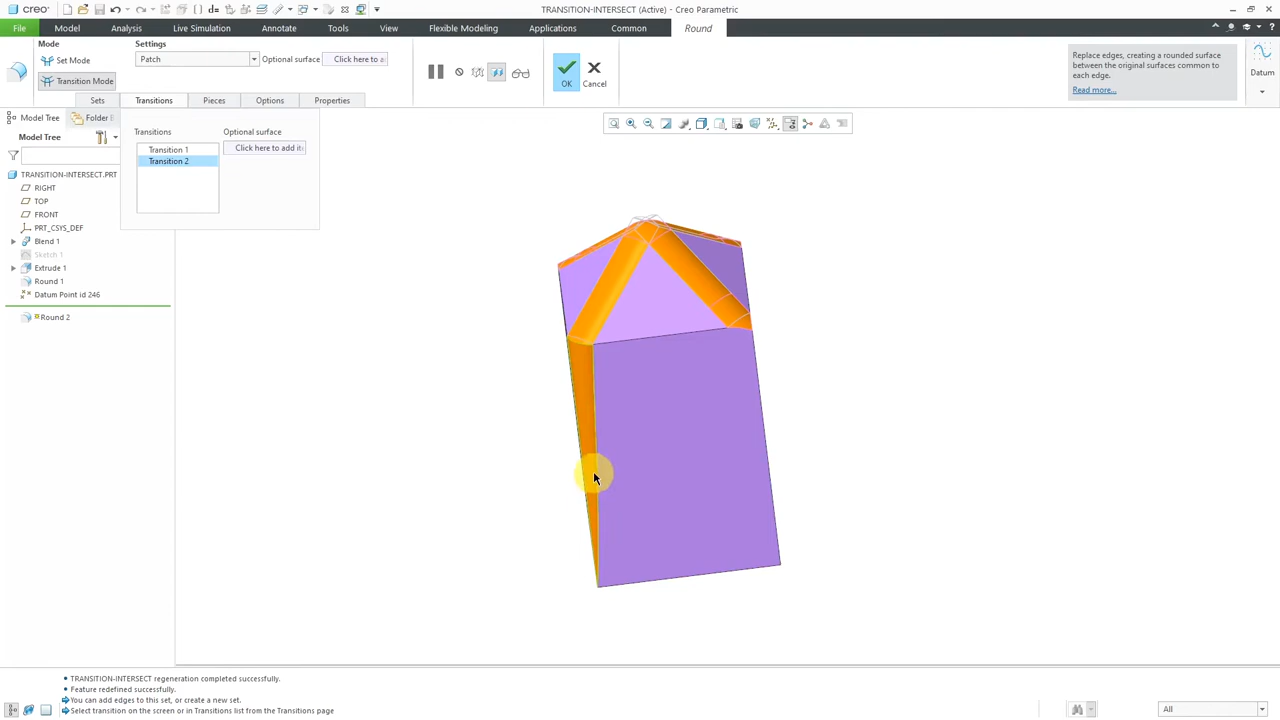 creo
TRANSITION-INTERSECT (Active) - Creo Parametric
File Model Analysis Live Simulation Annotate Tools View Flexible Modeling Applications Common Round
Mode
Settings
Set Mode
Patch
Optional surface
Click here to a
Transition Mode
OK
Cancel
Replace edges, creating a rounded surface
between the original surfaces common to
each edge.
Read more...
Datum
Sets Transitions Pieces Options Properties
Model Tree
Folder
Model Tree
Transitions
Optional surface
Transition 1
Click here to add ite
Transition 2
TRANSITION-INTERSECT.PRT
RIGHT
TOP
FRONT
PRT_CSYS_DEF
Blend 1
Sketch 1
Extrude 1
Round 1
Datum Point id 246
Round 2
TRANSITION-INTERSECT regeneration completed successfully.
Feature redefined successfully.
You can add edges to this set, or create a new set.
Select transition on the screen or in Transitions list from the Transitions page
All